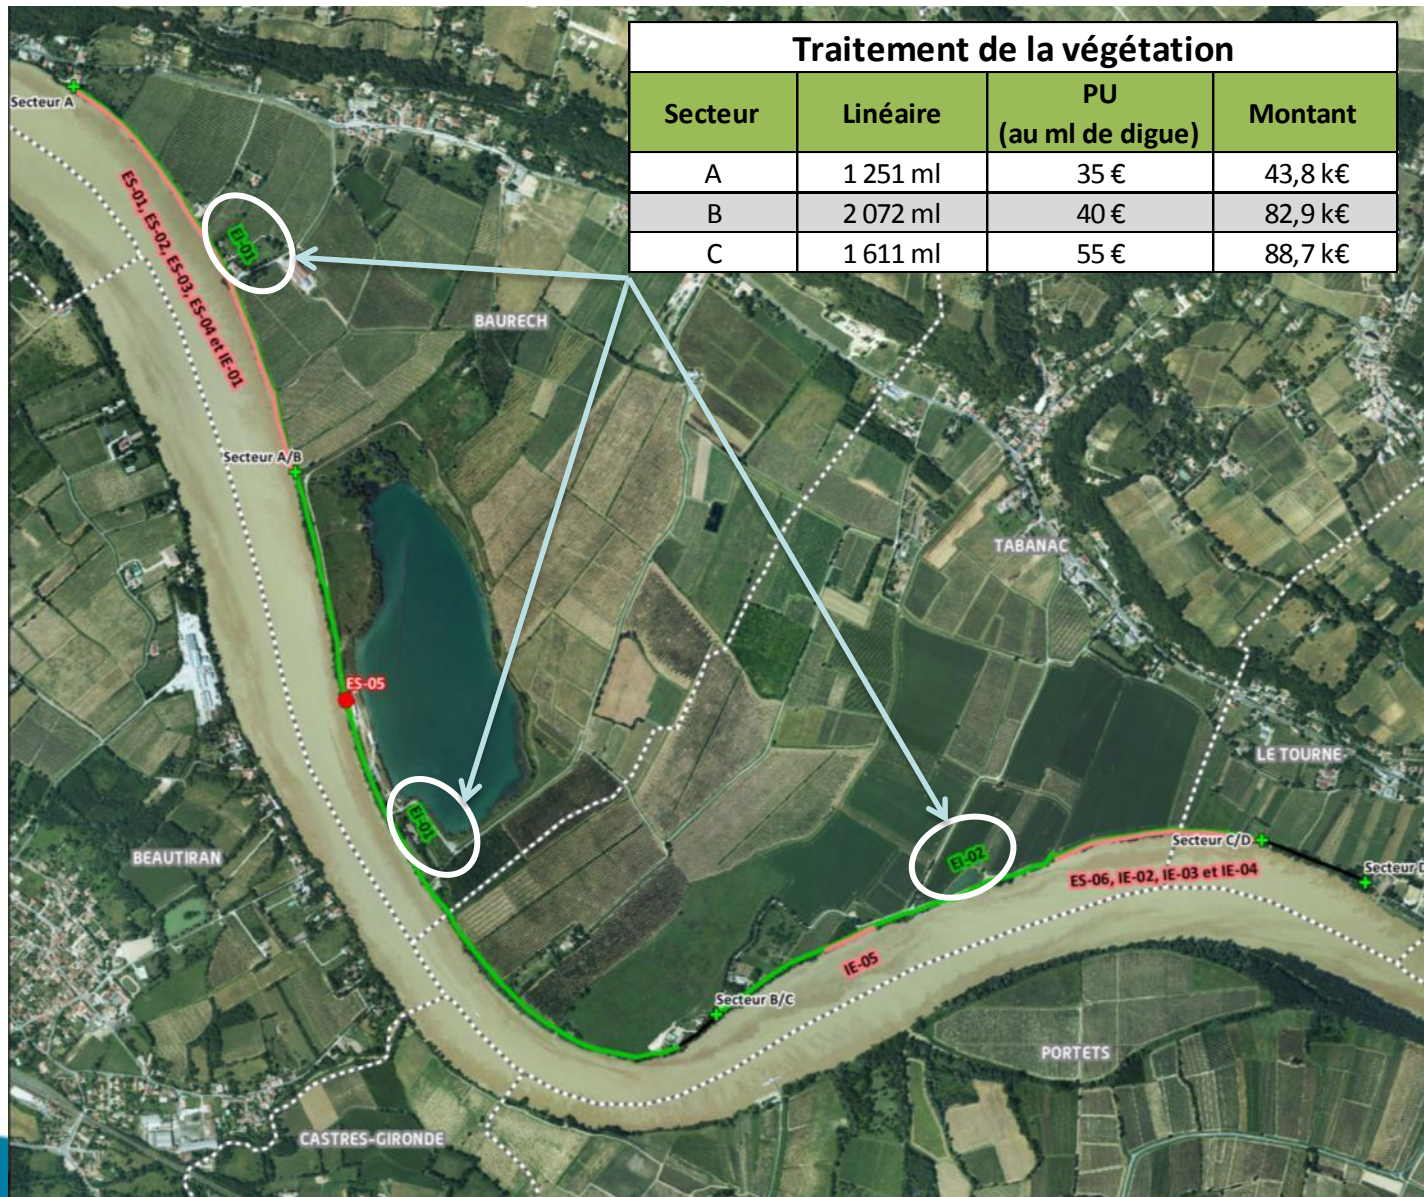 Traitement de la végétation
Secteur Linéaire PU (au ml de digue) Montant
A 1 251 ml 35 € 43,8 k€
B 2 072 ml 40 € 82,9 k€
C 1 611 ml 55 € 88,7 k€
Secteur A
ES-01, ES-02, ES-03, ES-04 et IE-01
EI-01
BAURECH
Secteur A/B
TABANAC
ES-05
LE TOURNE
EI-01
EI-02
Secteur C/D
BEAUTIRAN
Secteur D
ES-06, IE-02, IE-03 et IE-04
IE-05
Secteur B/C
PORTETS
CASTRES-GIRONDE